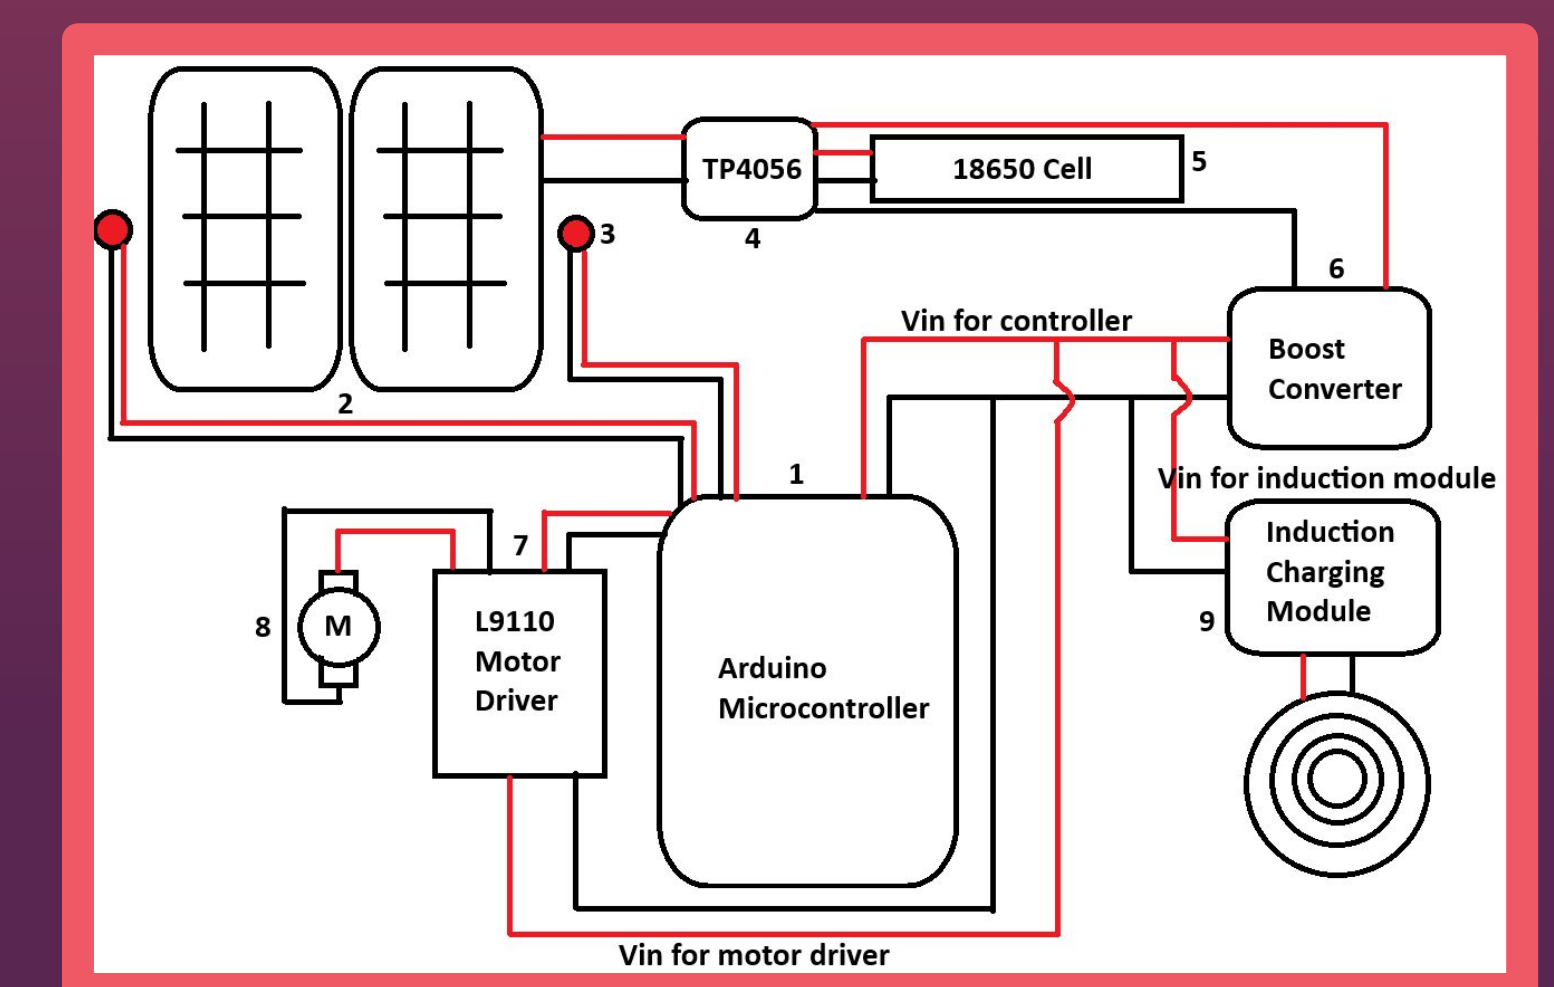 TP4056
18650 Cell
5
3
4
6
Vin for controller
Boost
Converter
2
1
Vin for induction module
7
Induction
Charging
Module
9
8
M
L9110
Motor
Driver
Arduino
Microcontroller
Vin for motor driver